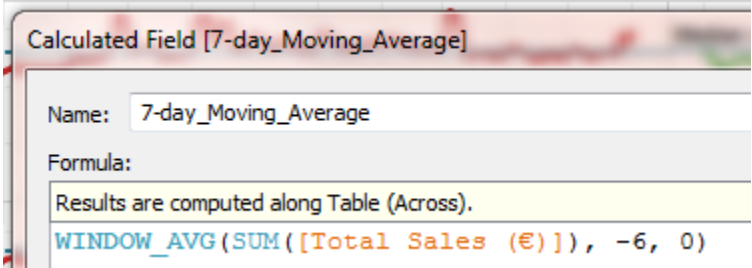 Calculated Field [7-day_Moving_Average]
Name: 7-day_Moving_Average
Formula:
Results are computed along Table (Across).
WINDOW_AVG(SUM([Total Sales (€)]), -6, 0)